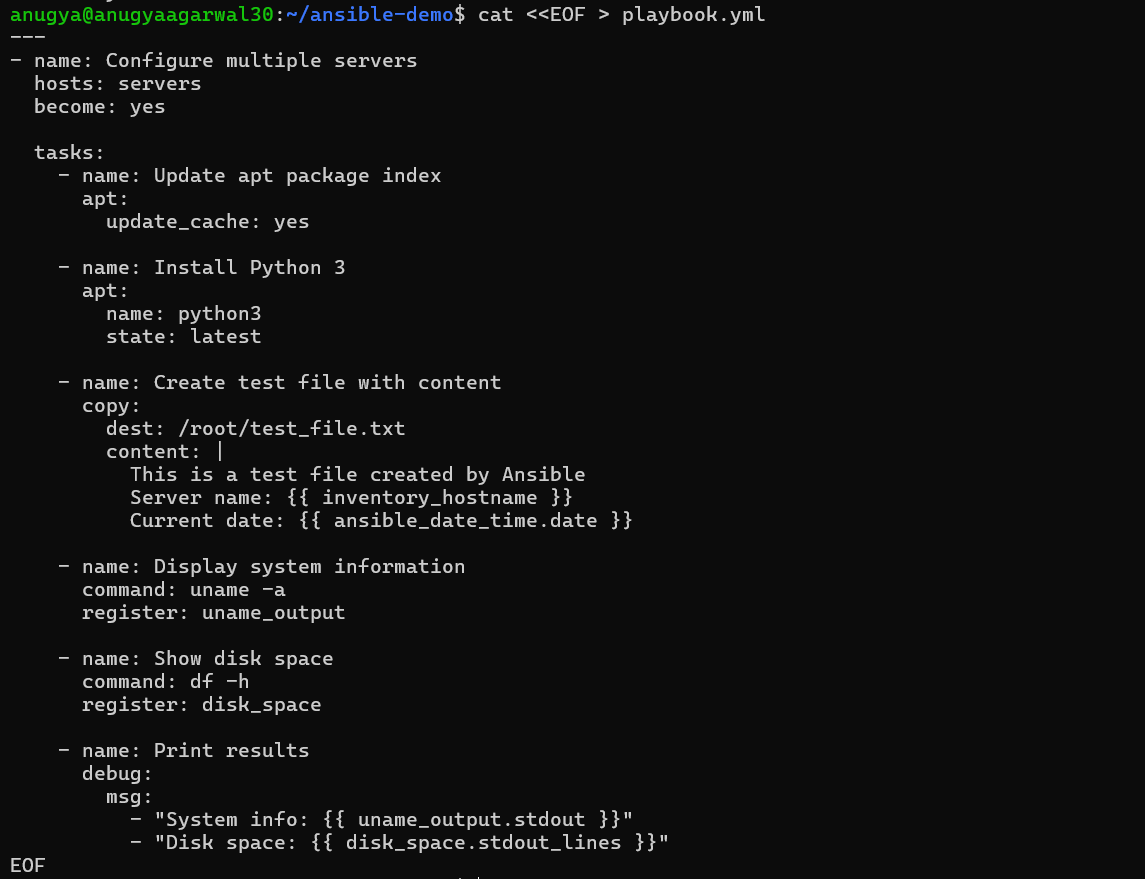 anugya@anugyaagarwal30:~/ansible-demo$ cat <<EOF > playbook.yml
---
- name: Configure multiple servers
  hosts: servers
  become: yes

  tasks:
    - name: Update apt package index
      apt:
        update_cache: yes

    - name: Install Python 3
      apt:
        name: python3
        state: latest

    - name: Create test file with content
      copy:
        dest: /root/test_file.txt
        content: |
          This is a test file created by Ansible
          Server name: {{ inventory_hostname }}
          Current date: {{ ansible_date_time.date }}

    - name: Display system information
      command: uname -a
      register: uname_output

    - name: Show disk space
      command: df -h
      register: disk_space

    - name: Print results
      debug:
        msg:
          - "System info: {{ uname_output.stdout }}"
          - "Disk space: {{ disk_space.stdout_lines }}"
EOF